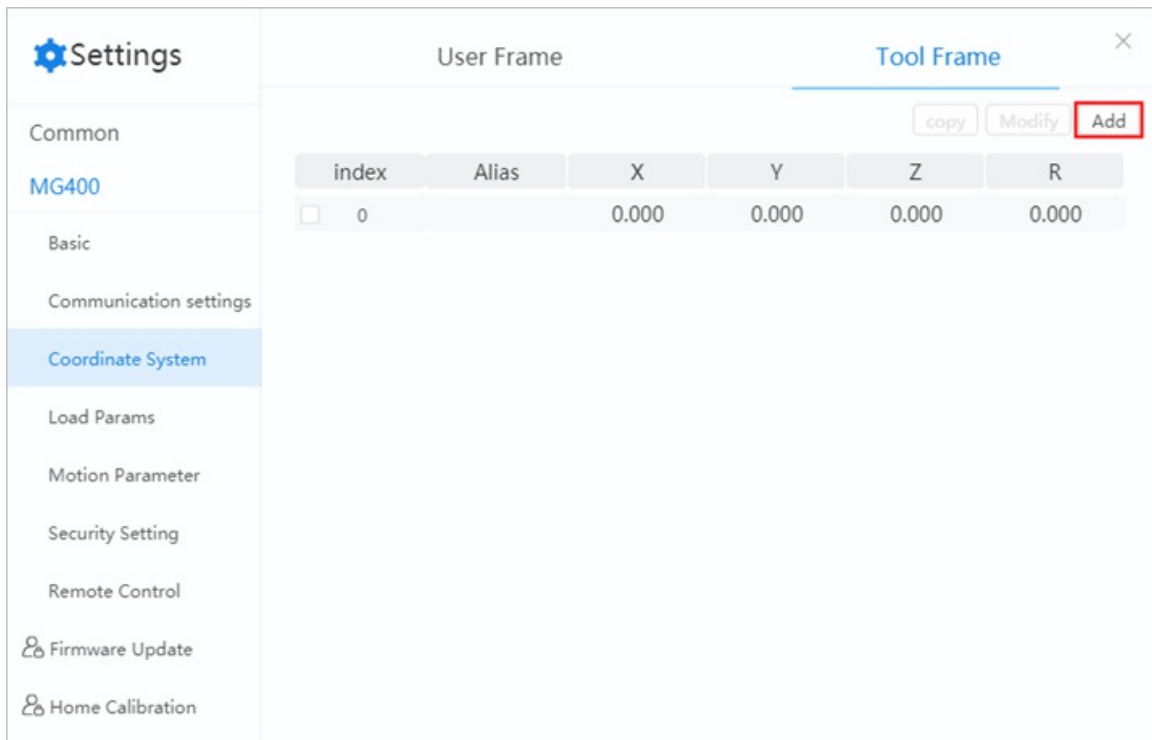 Settings
User Frame
Tool Frame
Common
copy
Modify
Add
MG400
index Alias X Y Z R
0 0.000 0.000 0.000 0.000
Basic
Communication settings
Coordinate System
Load Params
Motion Parameter
Security Setting
Remote Control
Firmware Update
Home Calibration